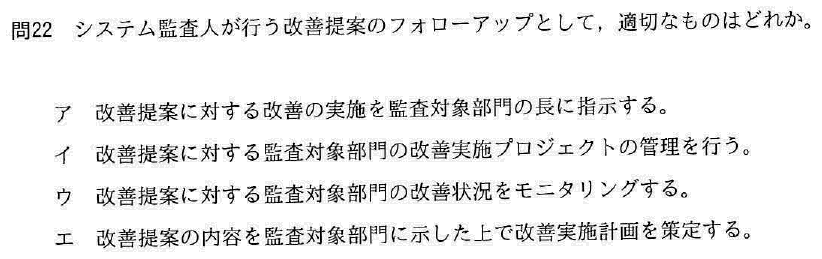 問22 システム監査人が行う改善提案のフォローアップとして，適切なものはどれか。
ア 改善提案に対する改善の実施を監査対象部門の長に指示する。
イ 改善提案に対する監査対象部門の改善実施プロジェクトの管理を行う。
ウ 改善提案に対する監査対象部門の改善状況をモニタリングする。
エ 改善提案の内容を監査対象部門に示した上で改善実施計画を策定する。